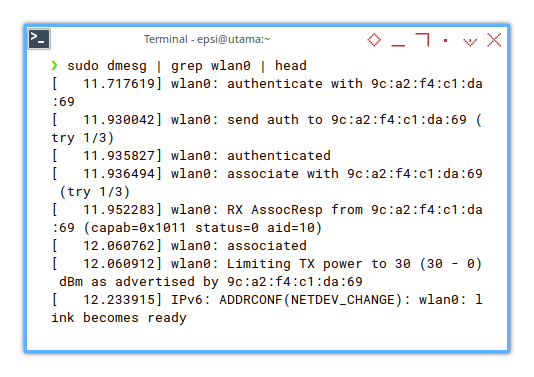 >_
Terminal - epsi@utama:~
❯ sudo dmesg | grep wlan0 | head
[   11.717619] wlan0: authenticate with 9c:a2:f4:c1:da
:69
[   11.930042] wlan0: send auth to 9c:a2:f4:c1:da:69 (
try 1/3)
[   11.935827] wlan0: authenticated
[   11.936494] wlan0: associate with 9c:a2:f4:c1:da:69
 (try 1/3)
[   11.952283] wlan0: RX AssocResp from 9c:a2:f4:c1:da
:69 (capab=0x1011 status=0 aid=10)
[   12.060762] wlan0: associated
[   12.060912] wlan0: Limiting TX power to 30 (30 - 0)
 dBm as advertised by 9c:a2:f4:c1:da:69
[   12.233915] IPv6: ADDRCONF(NETDEV_CHANGE): wlan0: l
ink becomes ready